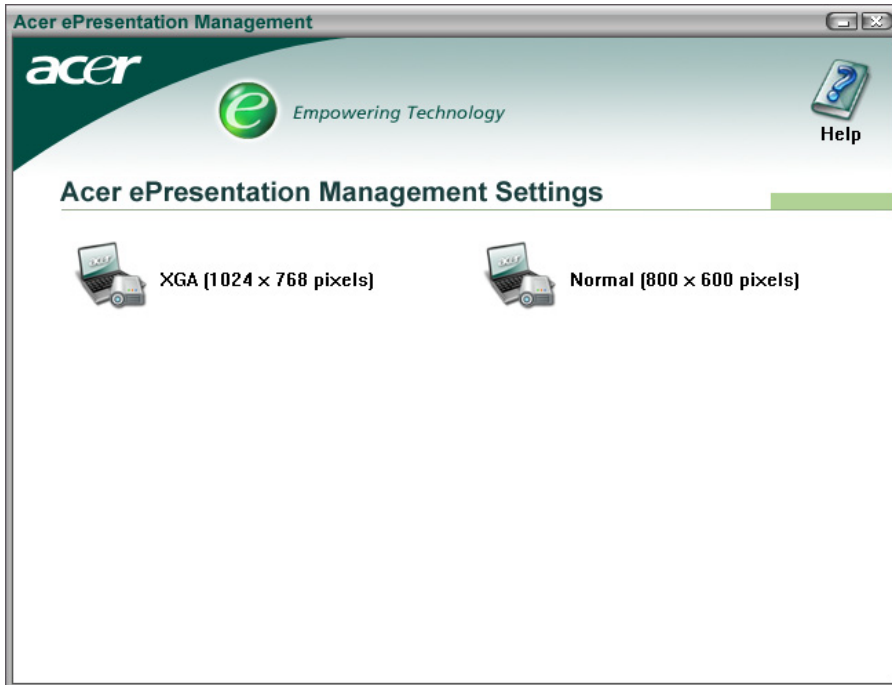 Acer ePresentation Management
acer
e Empowering Technology
Help
Acer ePresentation Management Settings
XGA (1024 x 768 pixels)
Normal (800 x 600 pixels)